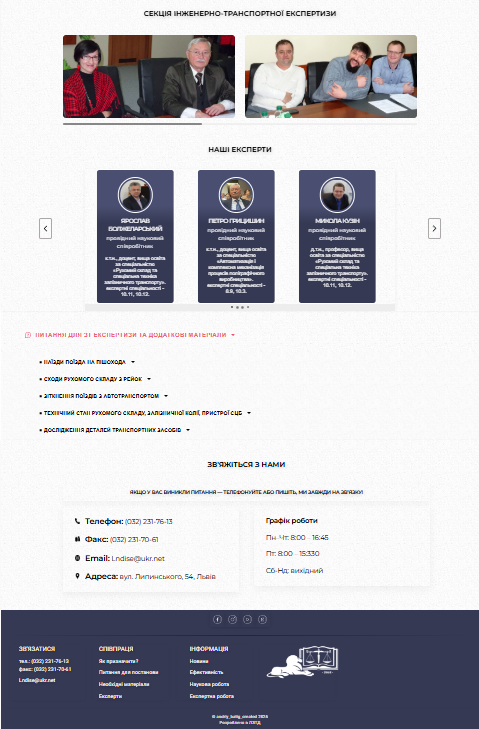 СЕКЦІЯ ІНЖЕНЕРНО-ТРАНСПОРТНОЇ ЕКСПЕРТИЗИ
НАШІ ЕКСПЕРТИ
ЯРОСЛАВ
БОЛЖЕЛАРСЬКИЙ
провідний науковий
співробітник
к.т.н., доцент, вища освіта
за спеціальністю
«Рухомий склад та
спеціальна техніка
залізничного транспорту».
експертні спеціальності -
10.11, 10.12.
ПЕТРО ГРИЦИШИН
провідний науковий
співробітник
к.т.н., доцент, вища освіта
за спеціальністю
«Автоматизація і
комплексна механізація
процесів поліграфічного
виробництва».
експертні спеціальності -
8.9, 10.3.
МИКОЛА КУЗІН
провідний науковий
співробітник
д.т.н., професор, вища
освіта за спеціальністю
«Рухомий склад та
спеціальна техніка
залізничного транспорту».
експертні спеціальності -
10.11, 10.12.
ПИТАННЯ ДЛЯ ЗТ ЕКСПЕРТИЗИ ТА ДОДАТКОВІ МАТЕРІАЛИ
НАЇЗДИ ПОЇЗДА НА ПІШОХОДА
СХОДИ РУХОМОГО СКЛАДУ З РЕЙОК
ЗІТКНЕННЯ ПОЇЗДІВ З АВТОТРАНСПОРТОМ
ТЕХНІЧНИЙ СТАН РУХОМОГО СКЛАДУ, ЗАЛІЗНИЧНОЇ КОЛІЇ, ПРИСТРОЇ СЦБ
ДОСЛІДЖЕННЯ ДЕТАЛЕЙ ТРАНСПОРТНИХ ЗАСОБІВ
ЗВ'ЯЖІТЬСЯ З НАМИ
ЯКЩО У ВАС ВИНИКЛИ ПИТАННЯ — ТЕЛЕФОНУЙТЕ АБО ПИШІТЬ, МИ ЗАВЖДИ НА ЗВ'ЯЗКУ!
Телефон: (032) 231-76-13
Факс: (032) 231-70-61
Email: Lndise@ukr.net
Адреса: вул. Липинського, 54, Львів
Графік роботи
Пн-Чт: 8:00 - 16:45
Пт: 8:00 - 15:330
Сб-Нд: вихідний
ЗВ'ЯЗАТИСЯ
тел.: (032) 231-76-13
факс: (032) 231-70-61
Lndise@ukr.net
СПІВПРАЦЯ
Як призначити?
Питання для постанови
Необхідні матеріали
Експерти
ІНФОРМАЦІЯ
Новини
Ефективність
Наукова робота
Експертна робота